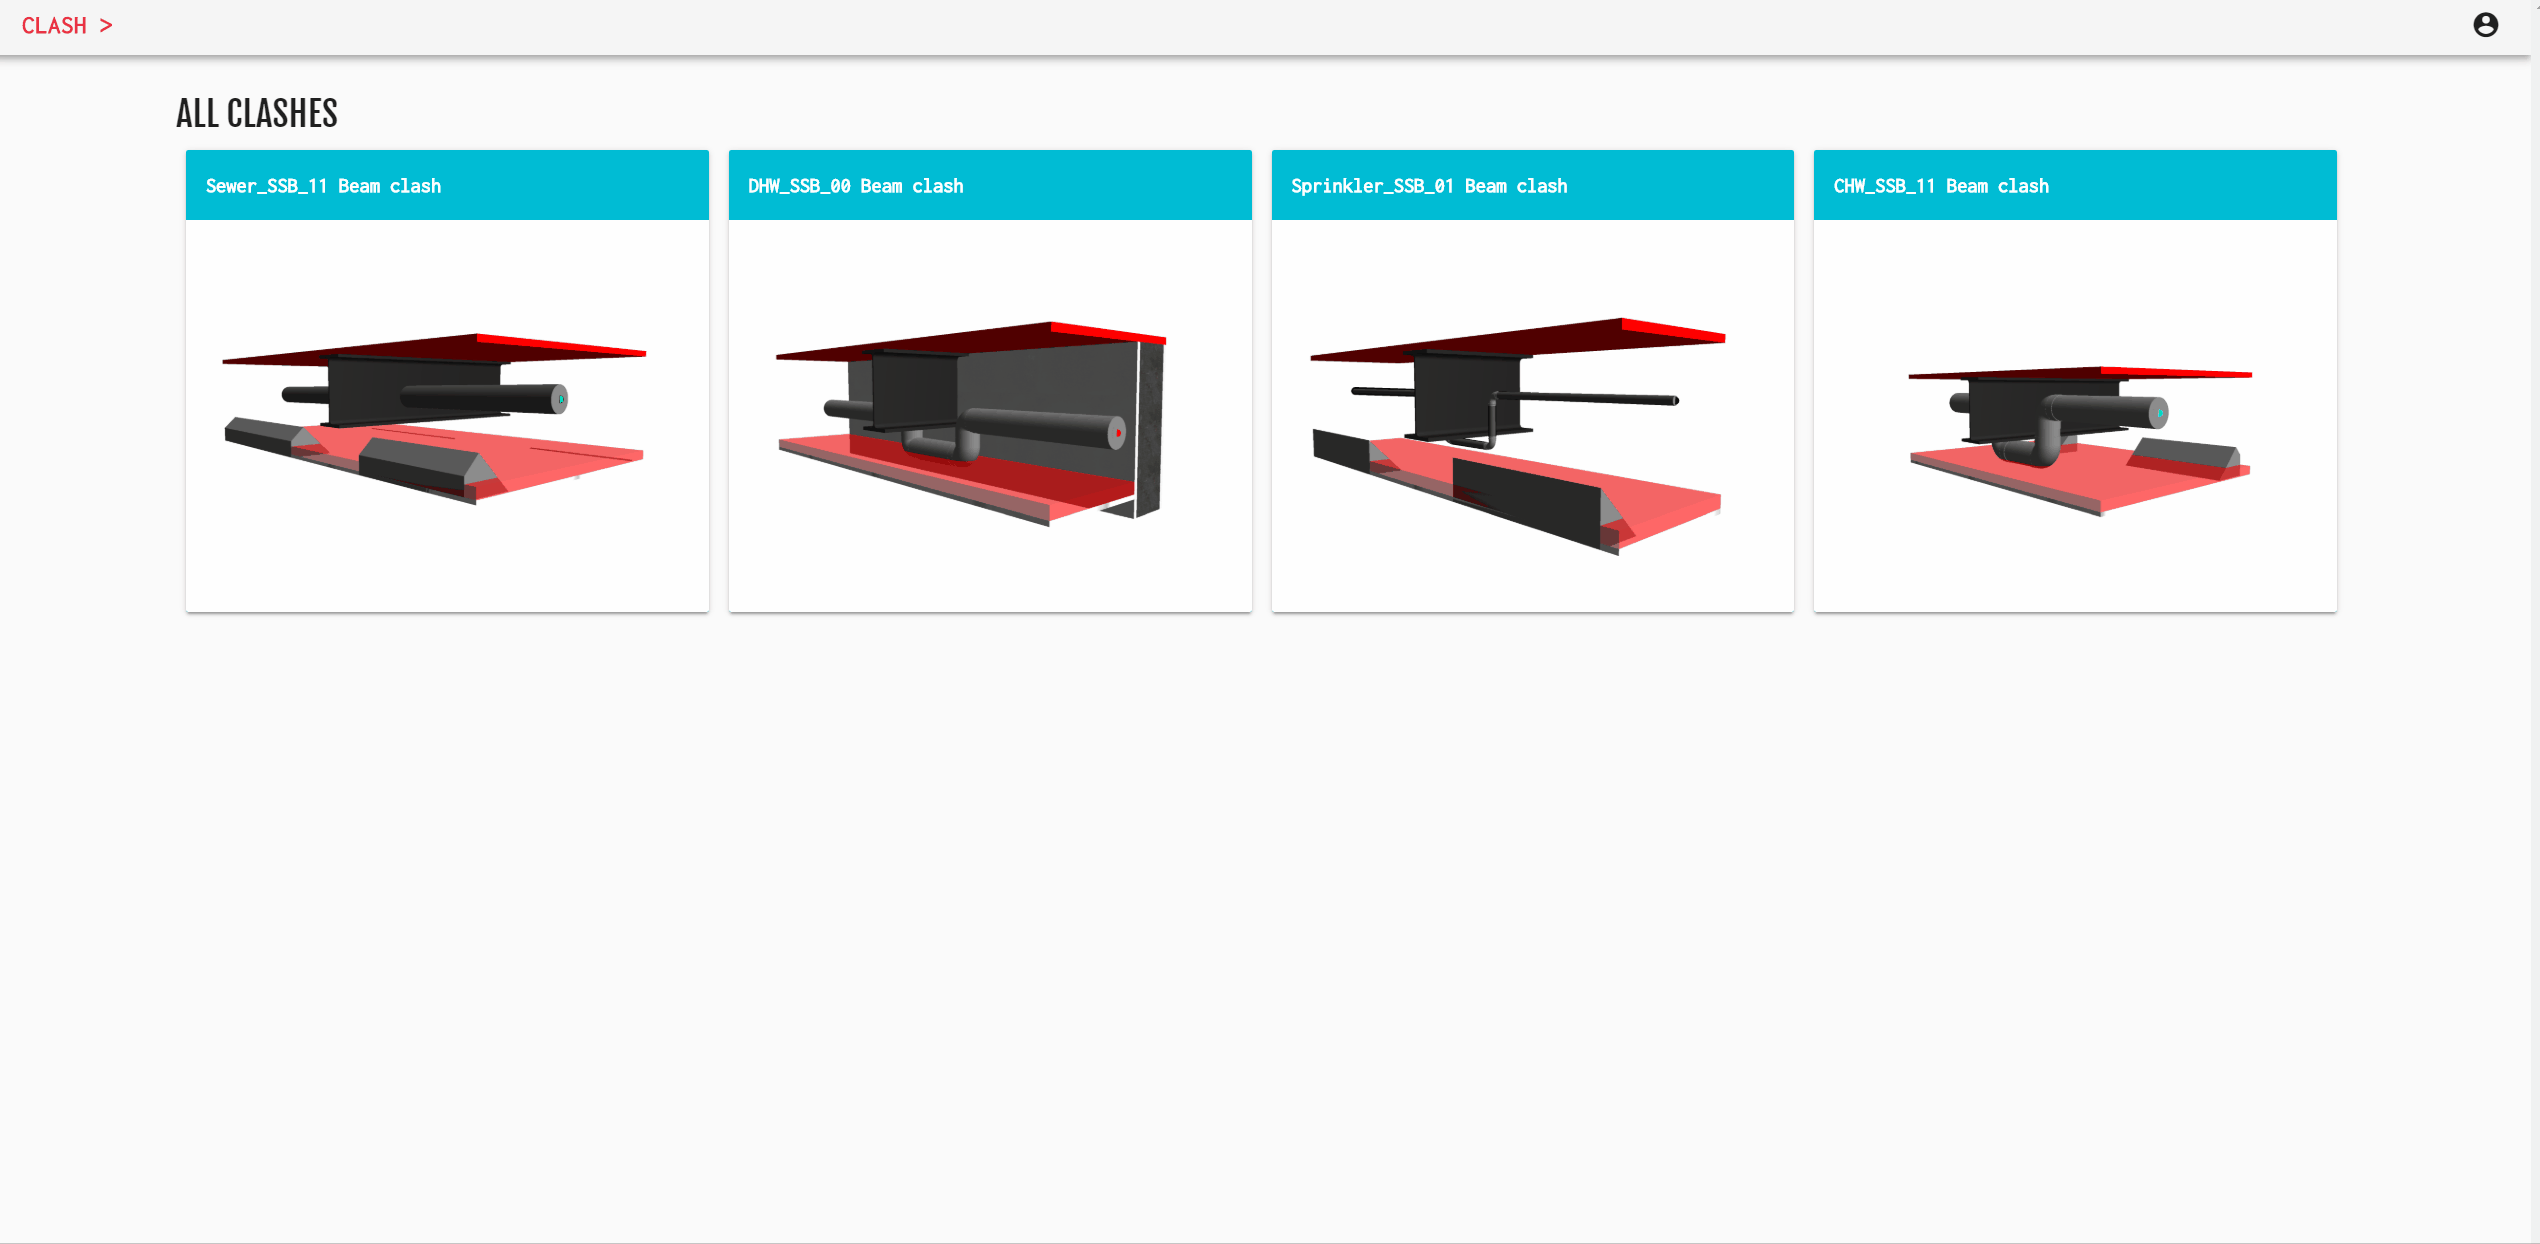 CLASH >
ALL CLASHES
Sewer_SSB_11 Beam clash
DHW_SSB_00 Beam clash
Sprinkler_SSB_01 Beam clash
CHW_SSB_11 Beam clash